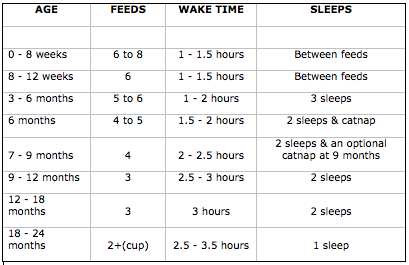 AGE FEEDS WAKE TIME SLEEPS
0 - 8 weeks 6 to 8 1 - 1.5 hours Between feeds
8 - 12 weeks 6 1 - 1.5 hours Between feeds
3 - 6 months 5 to 6 1 - 2 hours 3 sleeps
6 months 4 to 5 1.5 - 2 hours 2 sleeps & catnap
7 - 9 months 4 2 - 2.5 hours 2 sleeps & an optional
catnap at 9 months
9 - 12 months 3 2.5 - 3 hours 2 sleeps
12 - 18
months 3 3 hours 2 sleeps
18 - 24
months 2+(cup) 2.5 - 3.5 hours 1 sleep